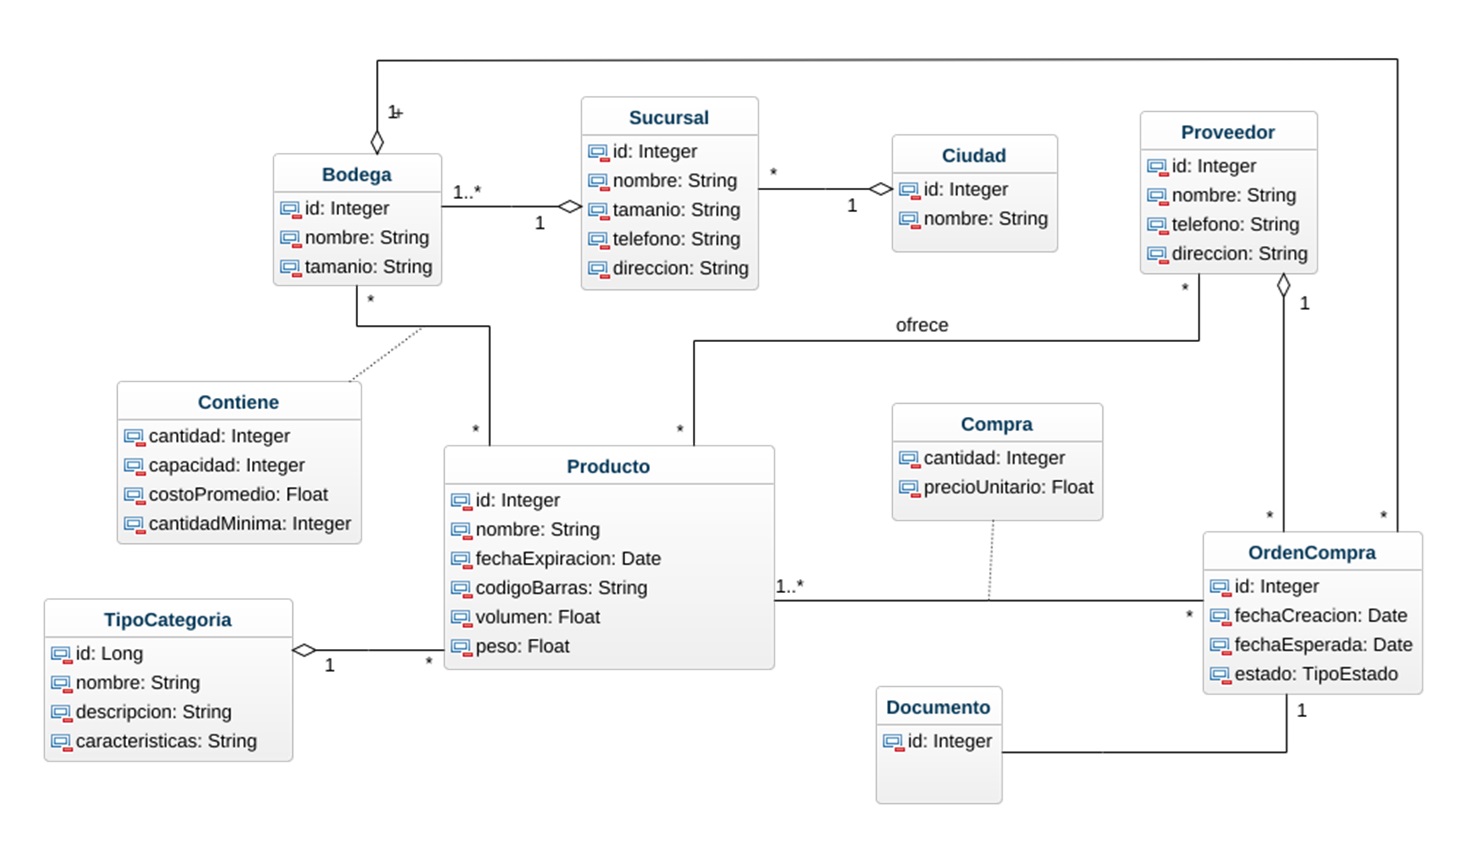 1+
Bodega
id: Integer
nombre: String
tamanio: String
1..*
1
Sucursal
id: Integer
nombre: String
tamanio: String
telefono: String
direccion: String
*
1
Ciudad
id: Integer
nombre: String
Proveedor
id: Integer
nombre: String
telefono: String
direccion: String
*
*
1
ofrece
Contiene
cantidad: Integer
capacidad: Integer
costoPromedio: Float
cantidadMinima: Integer
*
*
Producto
id: Integer
nombre: String
fechaExpiracion: Date
codigoBarras: String
volumen: Float
peso: Float
Compra
cantidad: Integer
precioUnitario: Float
*
*
1..*
*
OrdenCompra
id: Integer
fechaCreacion: Date
fechaEsperada: Date
estado: TipoEstado
TipoCategoria
id: Long
nombre: String
descripcion: String
caracteristicas: String
1
*
Documento
id: Integer
1